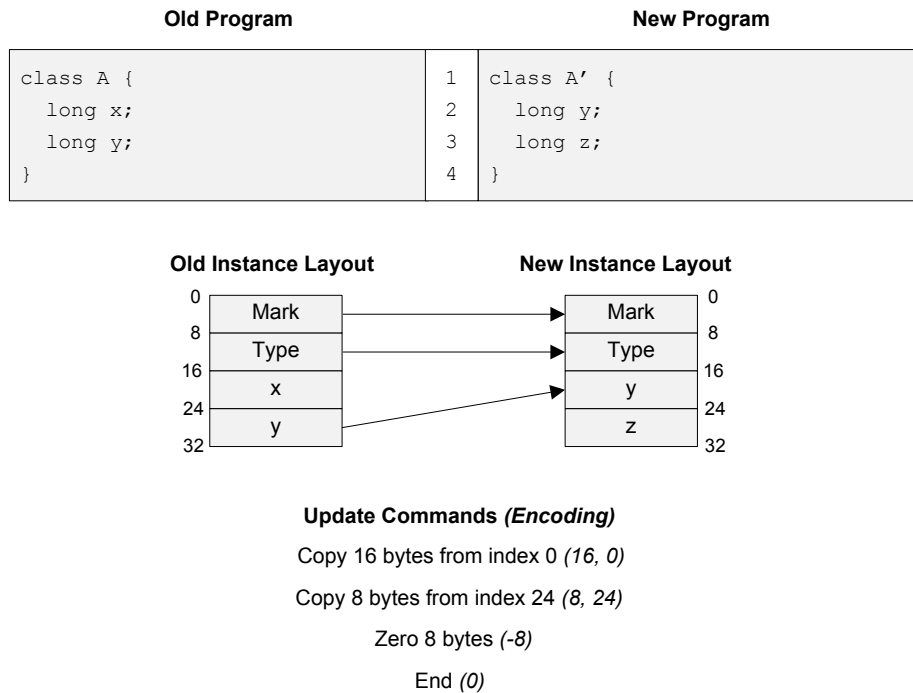 Old Program New Program
class A { 1 class A’ {
long x; 2 long y;
long y; 3 long z;
} 4 }
Old Instance Layout New Instance Layout
0 Mark Mark 0
8 Type Type 8
16 x y 16
24 y z 24
32 32
Update Commands (Encoding)
Copy 16 bytes from index 0 (16, 0)
Copy 8 bytes from index 24 (8, 24)
Zero 8 bytes (-8)
End (0)